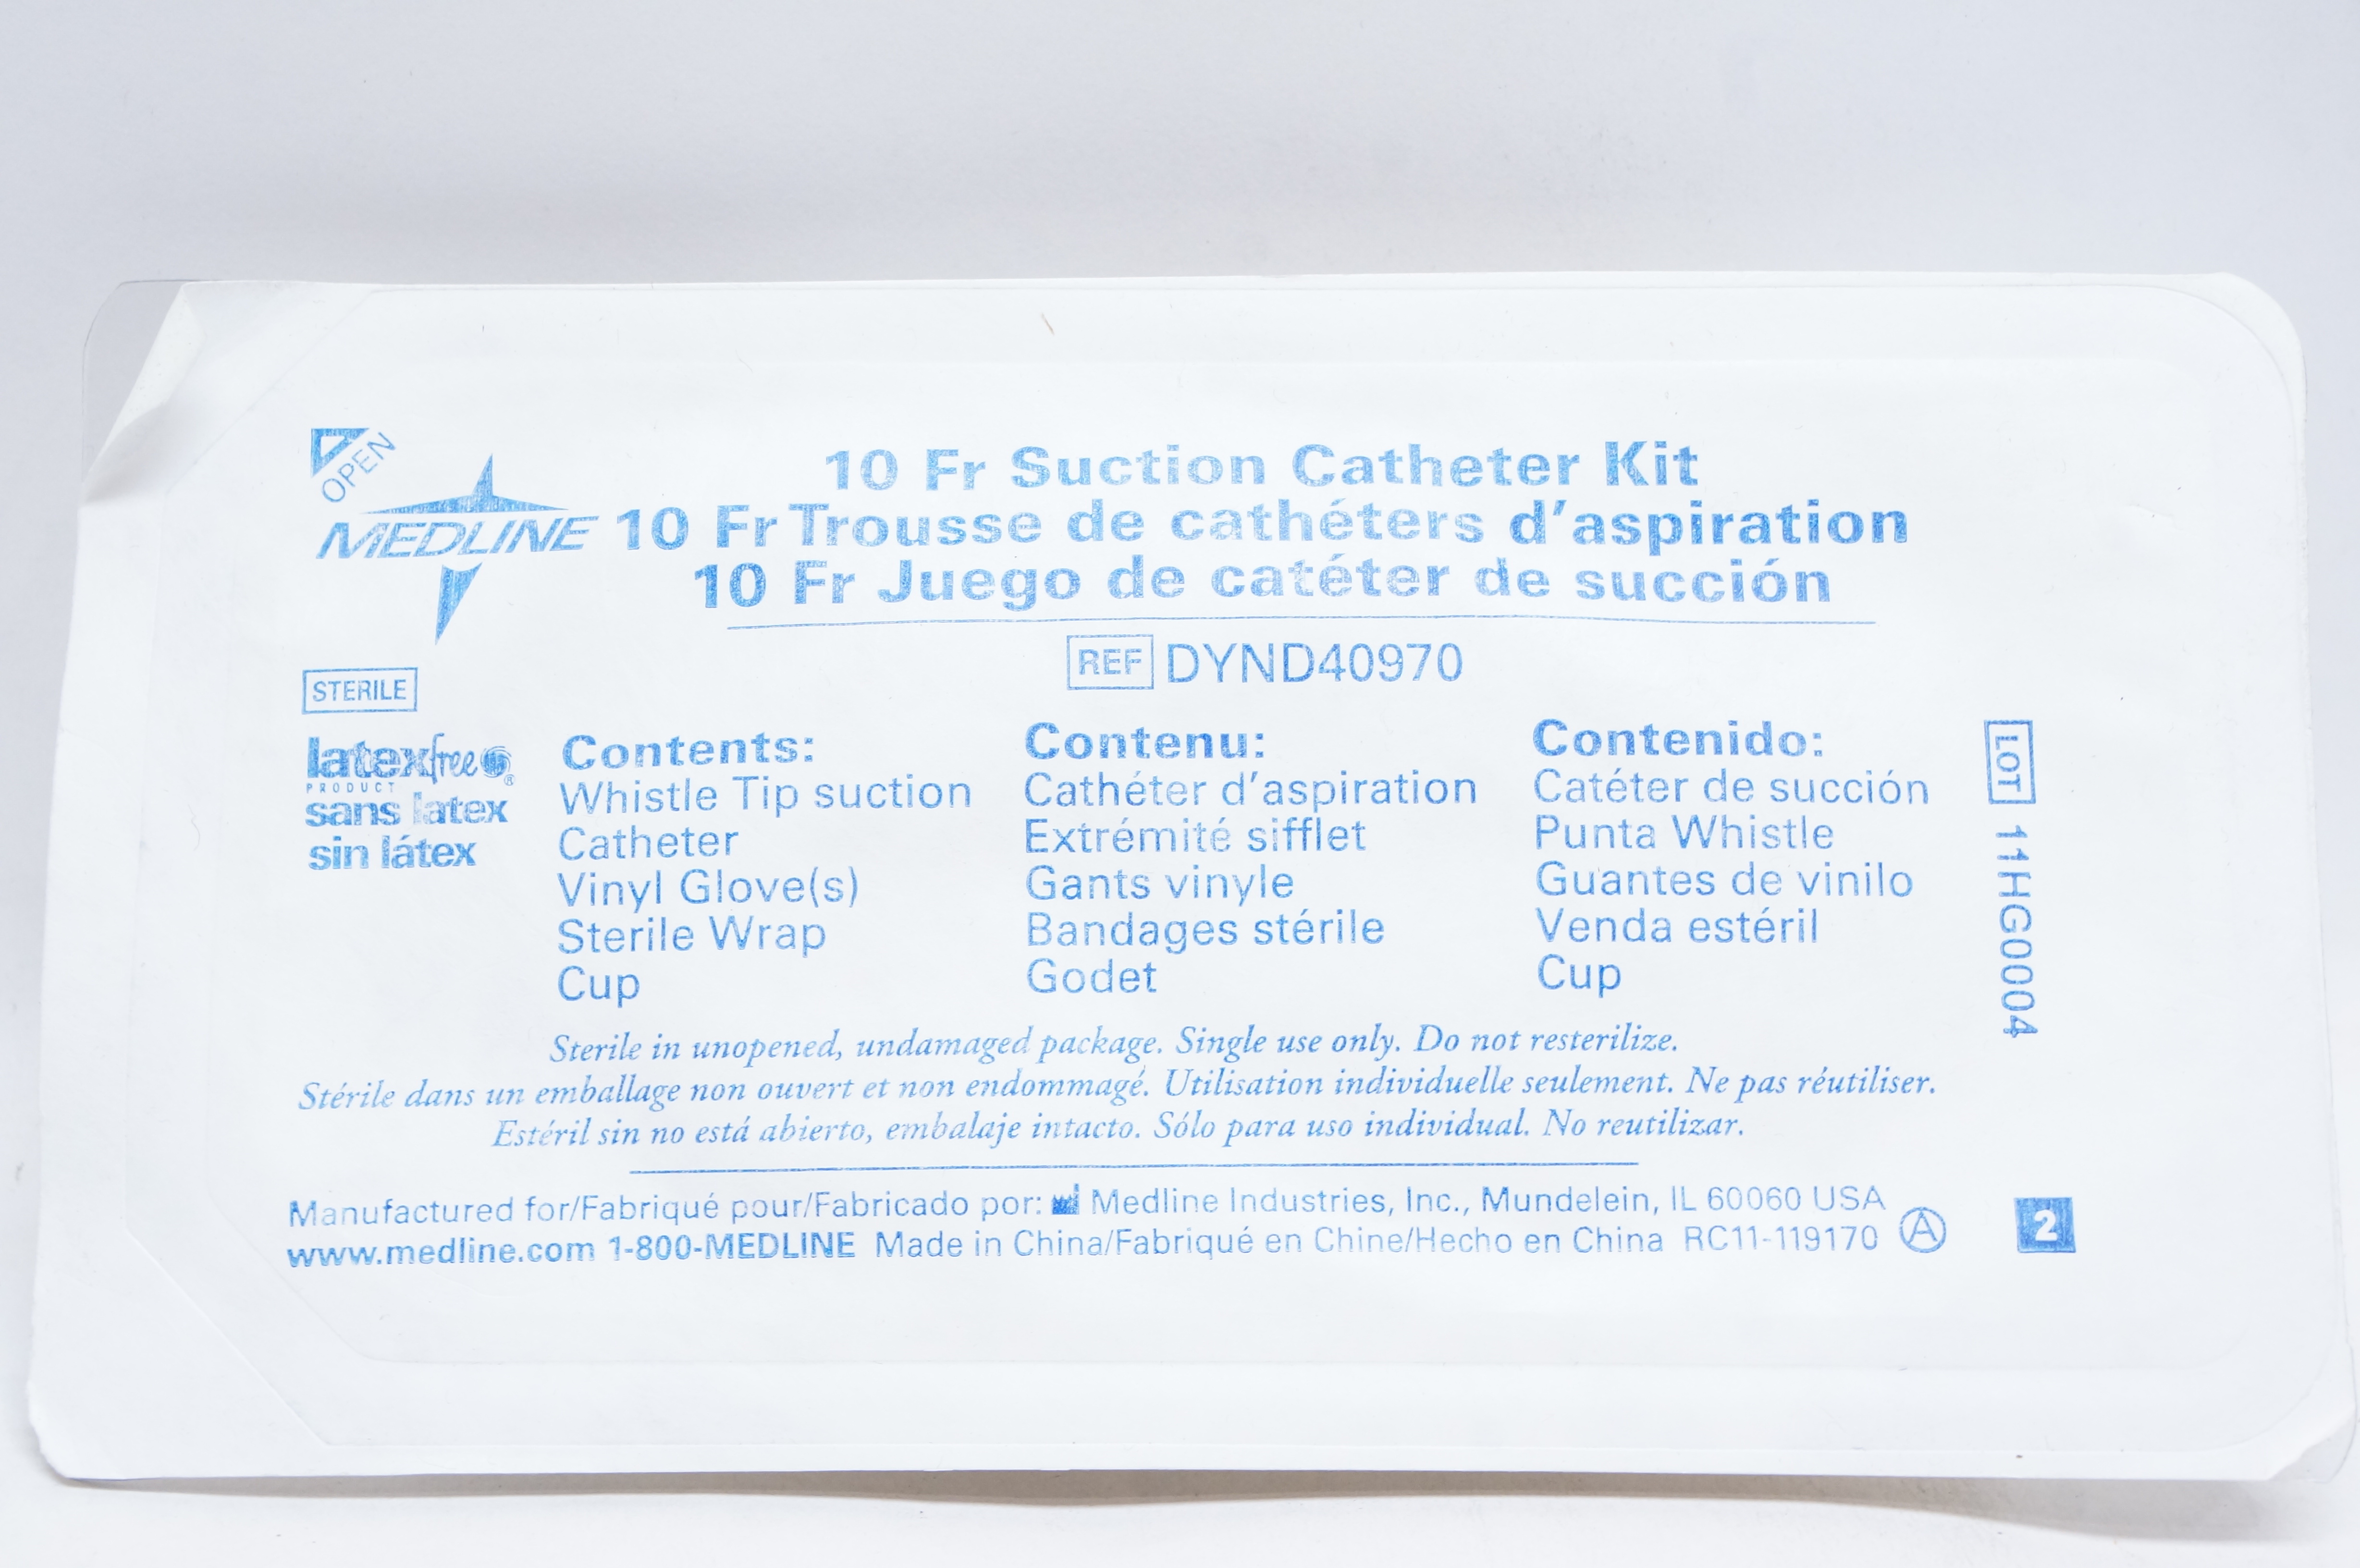 OPEN
MEDLINE
10 Fr Suction Catheter Kit
10 Fr Trousse de cathéters d'aspiration
10 Fr Juego de catéter de succión
REF DYND40970
STERILE
latexfree®
PRODUCT
sans latex
sin látex
Contents:
Whistle Tip suction
Catheter
Vinyl Glove(s)
Sterile Wrap
Cup
Contenu:
Cathéter d'aspiration
Extrémité sifflet
Gants vinyle
Bandages stérile
Godet
Contenido:
Catéter de succión
Punta Whistle
Guantes de vinilo
Venda estéril
Cup
LOT 11HG0004
Sterile in unopened, undamaged package. Single use only. Do not resterilize.
Stérile dans un emballage non ouvert et non endommagé. Utilisation individuelle seulement. Ne pas réutiliser.
Estéril sin no está abierto, embalaje intacto. Sólo para uso individual. No reutilizar.
Manufactured for/Fabriqué pour/Fabricado por: Medline Industries, Inc., Mundelein, IL 60060 USA
www.medline.com 1-800-MEDLINE Made in China/Fabriqué en Chine/Hecho en China RC11-119170 A
2